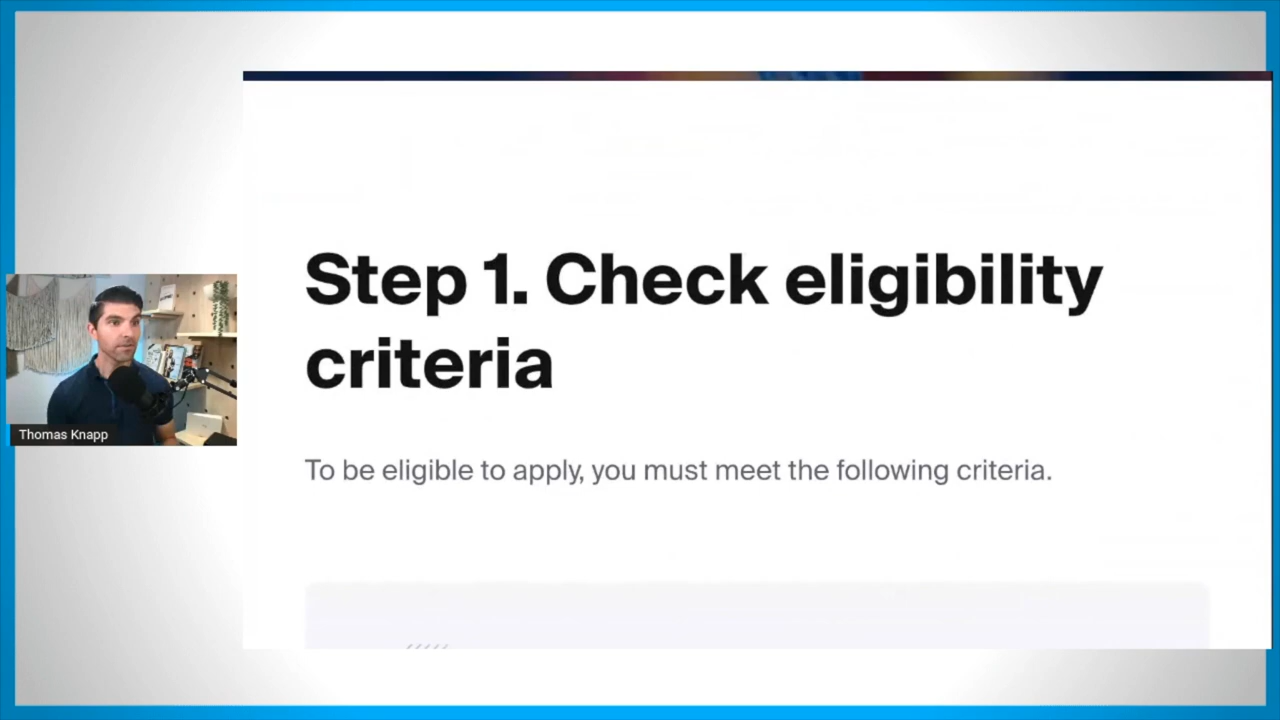 Step 1. Check eligibility
criteria
To be eligible to apply, you must meet the following criteria.
Thomas Knapp